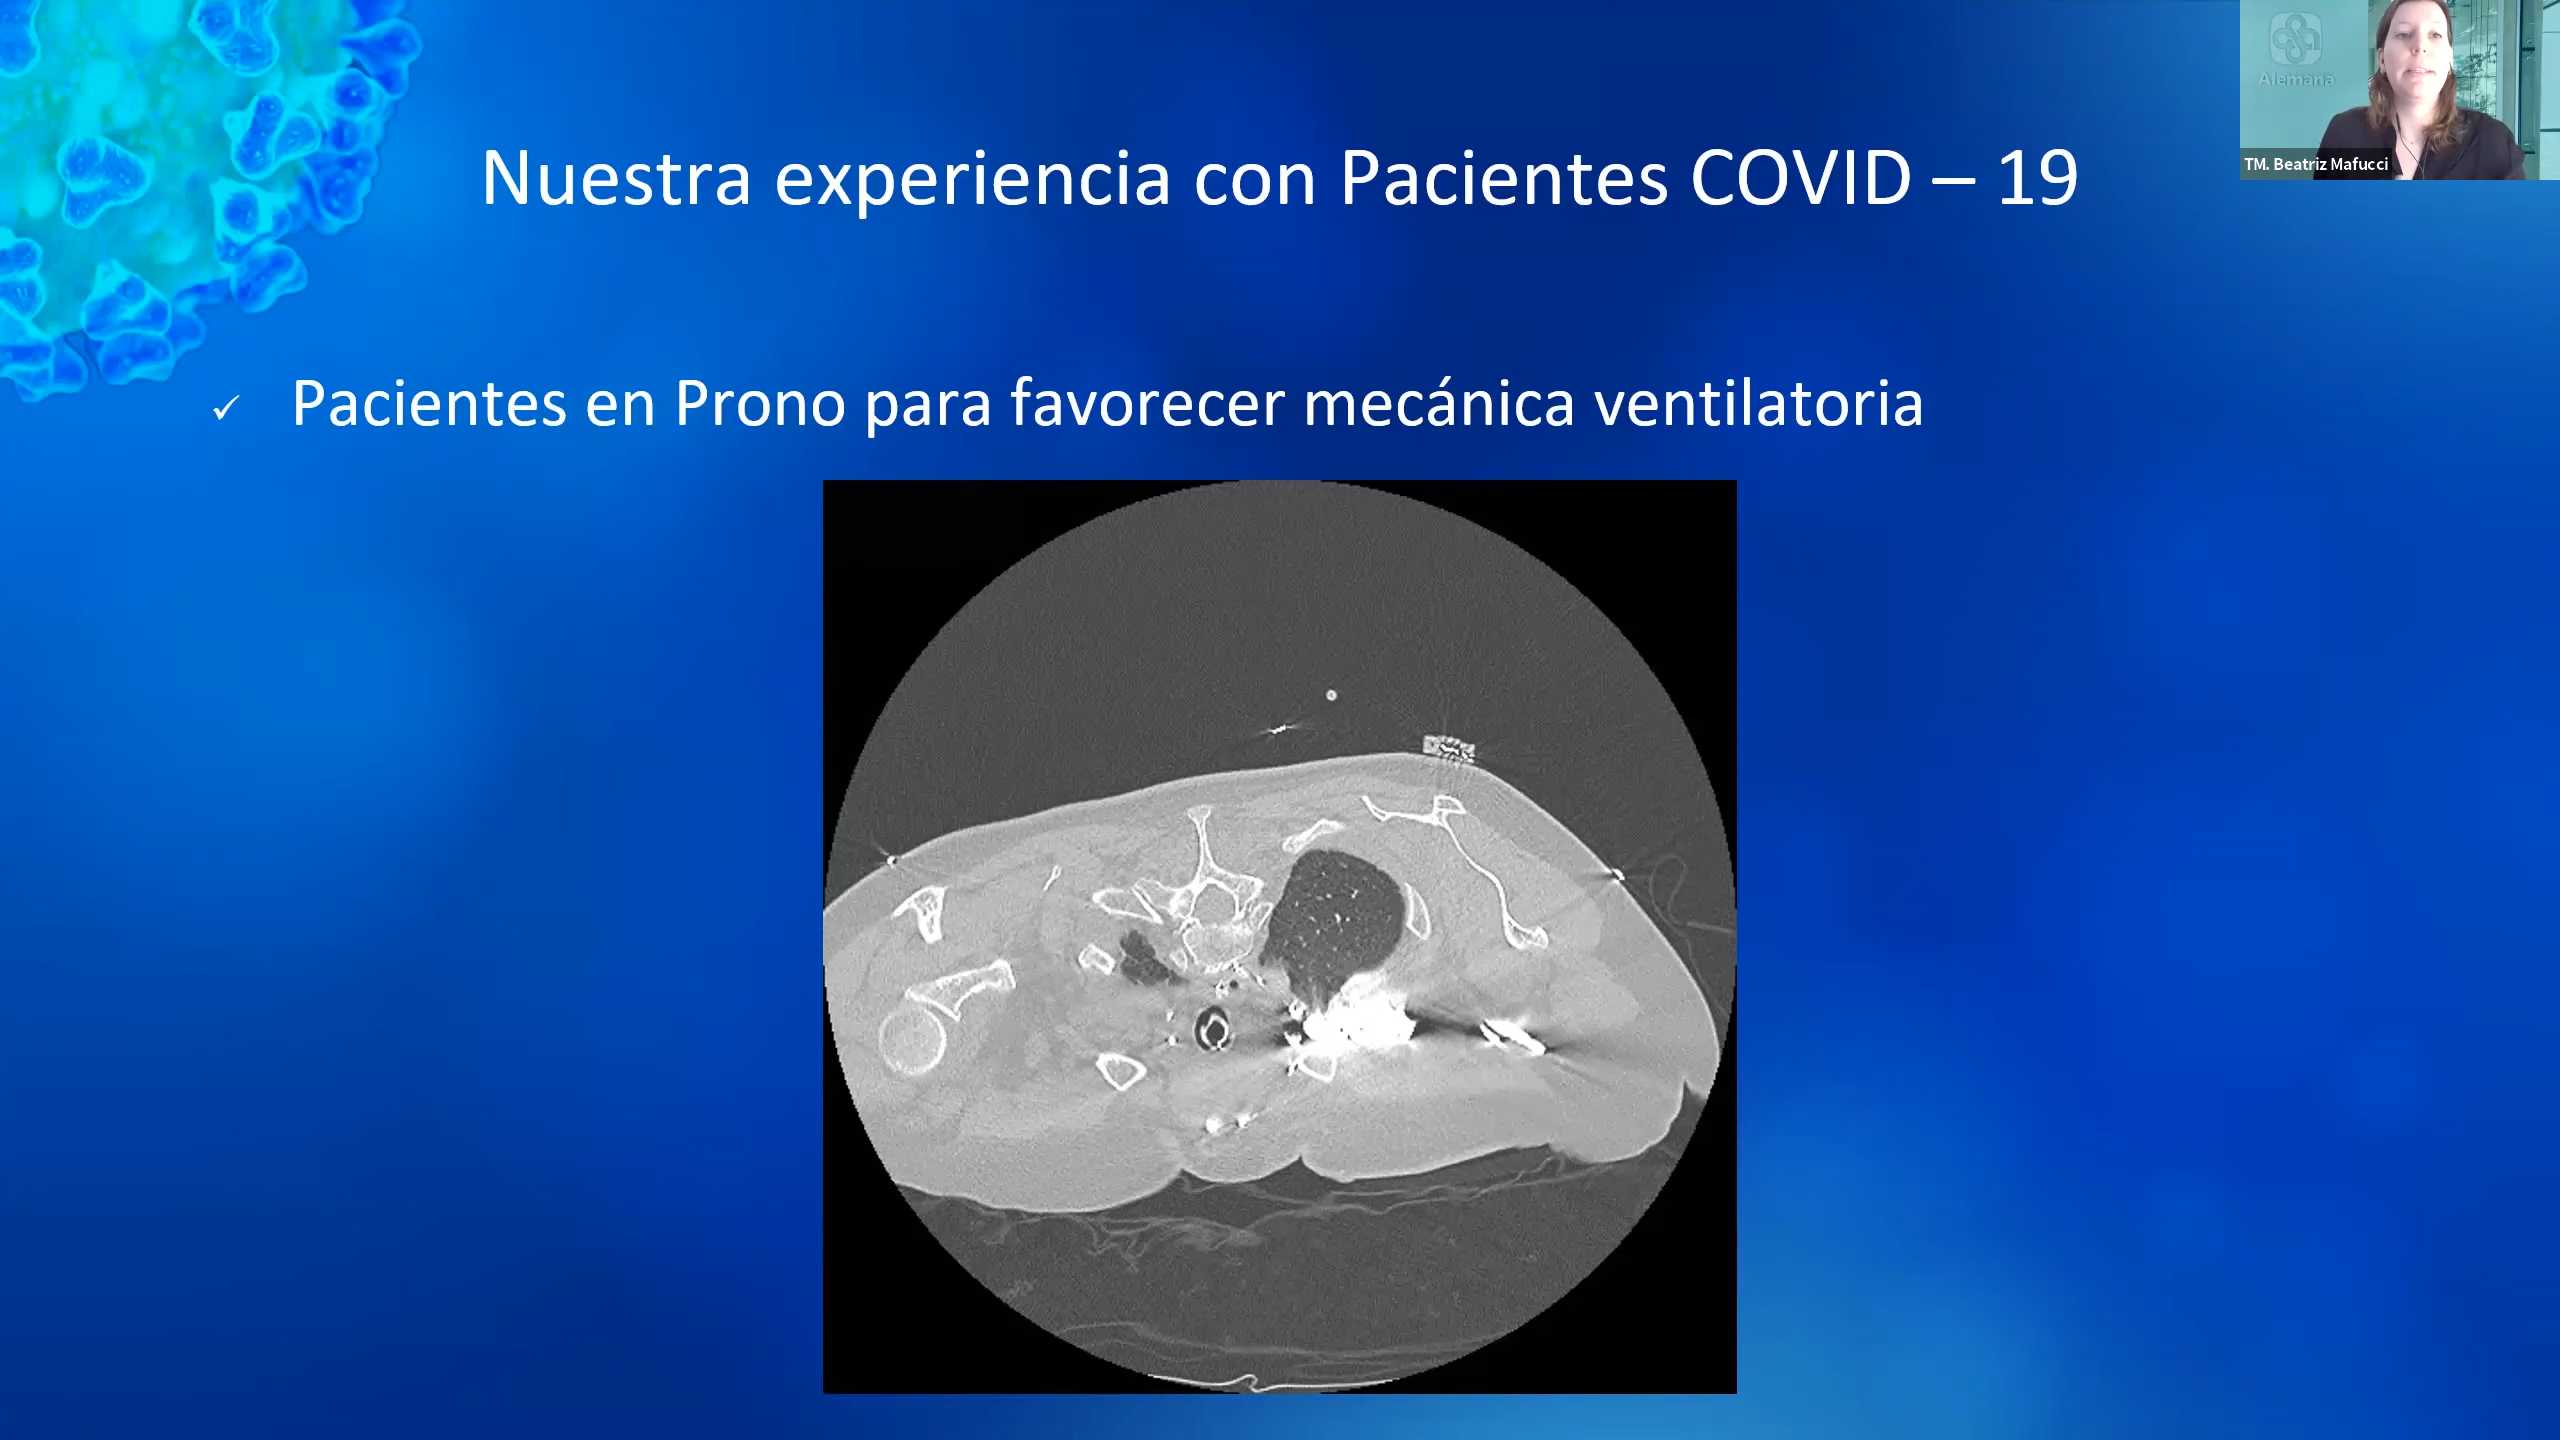 Nuestra experiencia con Pacientes COVID – 19
Alemana
TM. Beatriz Mafucci
✓ Pacientes en Prono para favorecer mecánica ventilatoria